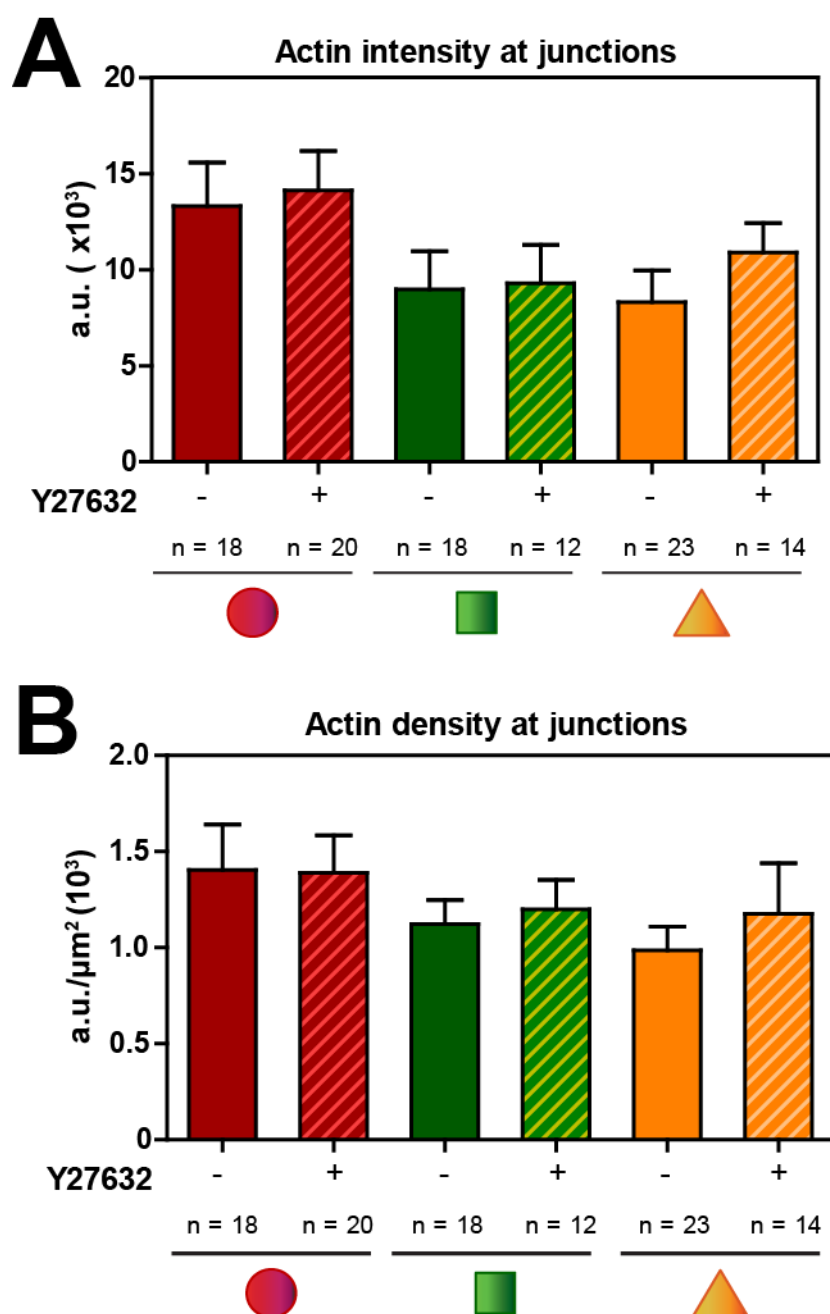 A
Actin intensity at junctions
a.u. ( x10³)
20
15
10
5
0
Y27632 - + - + - +
n = 18 n = 20 n = 18 n = 12 n = 23 n = 14
B
Actin density at junctions
a.u./µm² (10³)
2.0
1.5
1.0
0.5
0
Y27632 - + - + - +
n = 18 n = 20 n = 18 n = 12 n = 23 n = 14